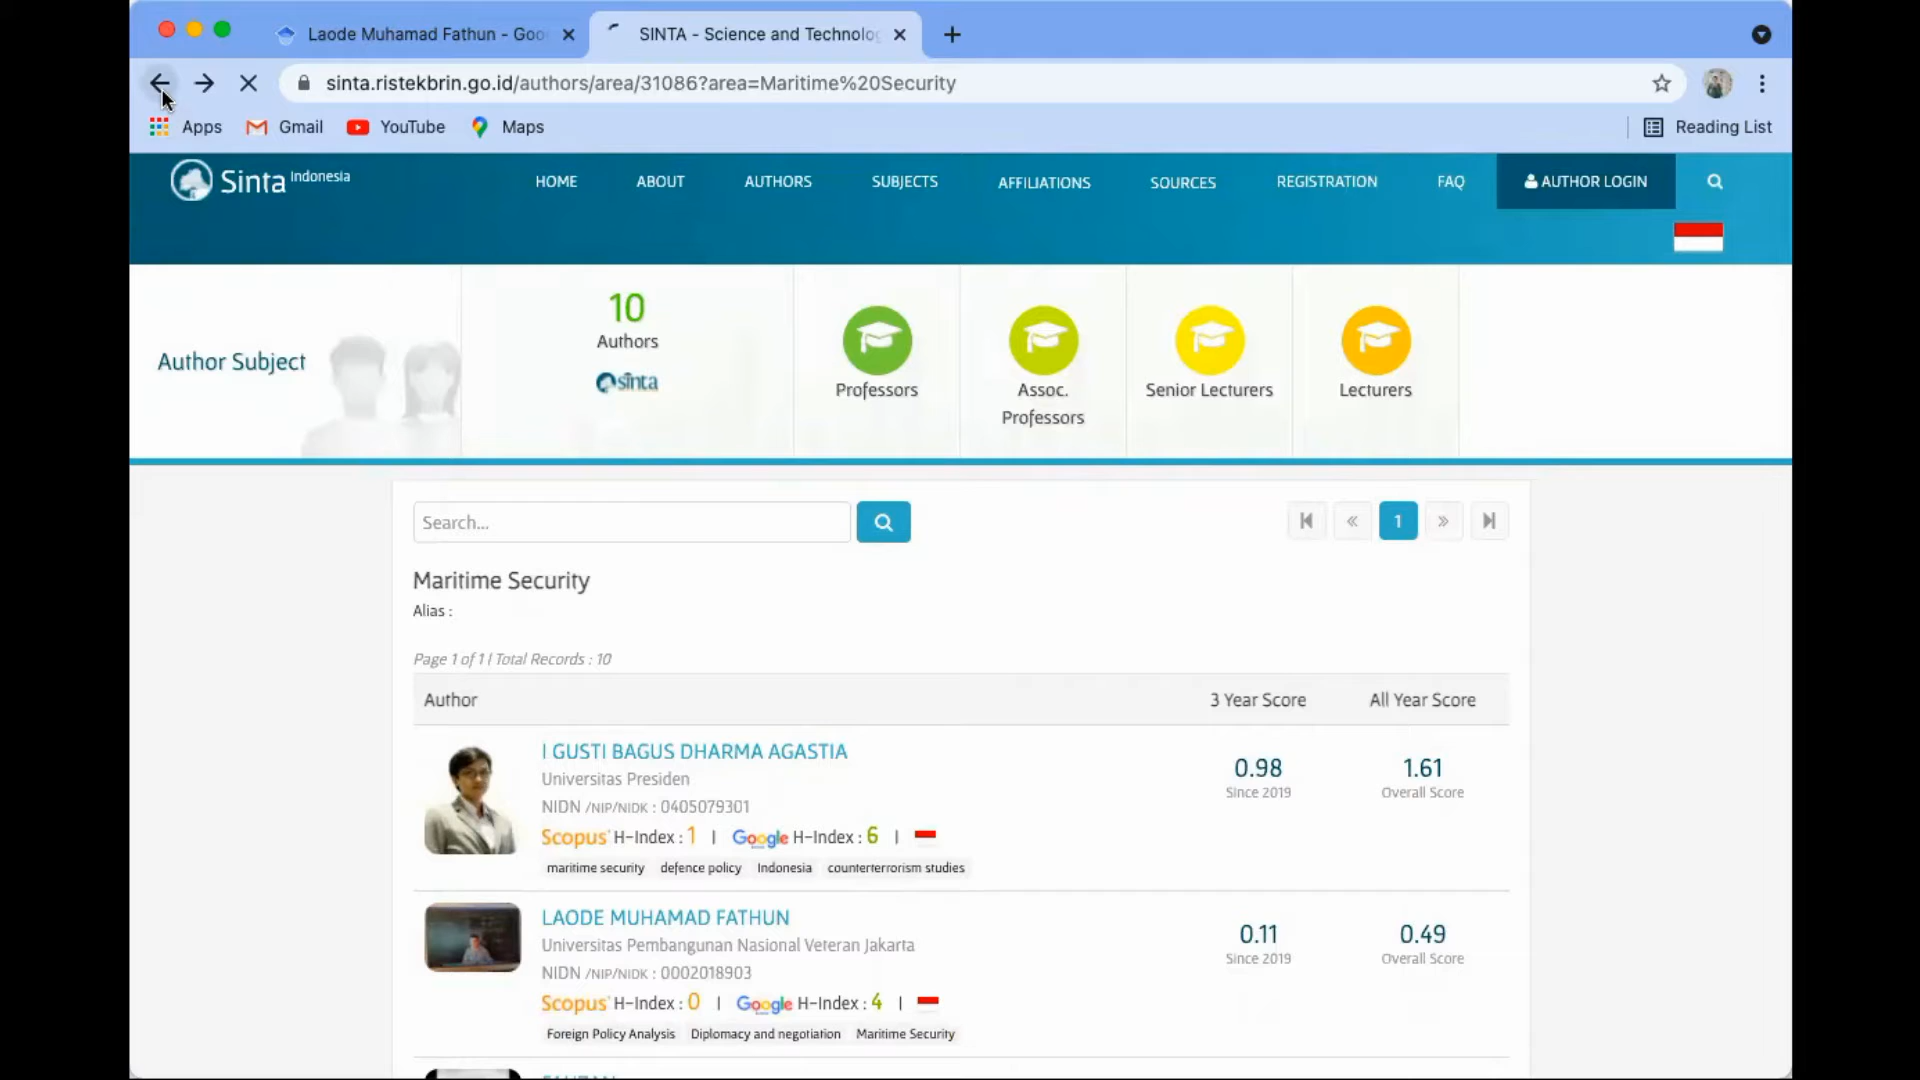 Laode Muhamad Fathun - Goo
SINTA - Science and Technolog
sinta.ristekbrin.go.id/authors/area/31086?area=Maritime%20Security
Apps
Gmail
YouTube
Maps
Reading List
Sinta Indonesia
HOME
ABOUT
AUTHORS
SUBJECTS
AFFILIATIONS
SOURCES
REGISTRATION
FAQ
AUTHOR LOGIN
Author Subject
10
Authors
sinta
Professors
Assoc.
Professors
Senior Lecturers
Lecturers
Search...
1
Maritime Security
Alias :
Page 1 of 1 | Total Records : 10
Author
3 Year Score
All Year Score
I GUSTI BAGUS DHARMA AGASTIA
Universitas Presiden
NIDN /NIP/NIDK : 0405079301
Scopus H-Index : 1 | Google H-Index : 6 |
maritime security defence policy Indonesia counterterrorism studies
0.98
Since 2019
1.61
Overall Score
LAODE MUHAMAD FATHUN
Universitas Pembangunan Nasional Veteran Jakarta
NIDN /NIP/NIDK : 0002018903
Scopus H-Index : 0 | Google H-Index : 4 |
Foreign Policy Analysis Diplomacy and negotiation Maritime Security
0.11
Since 2019
0.49
Overall Score